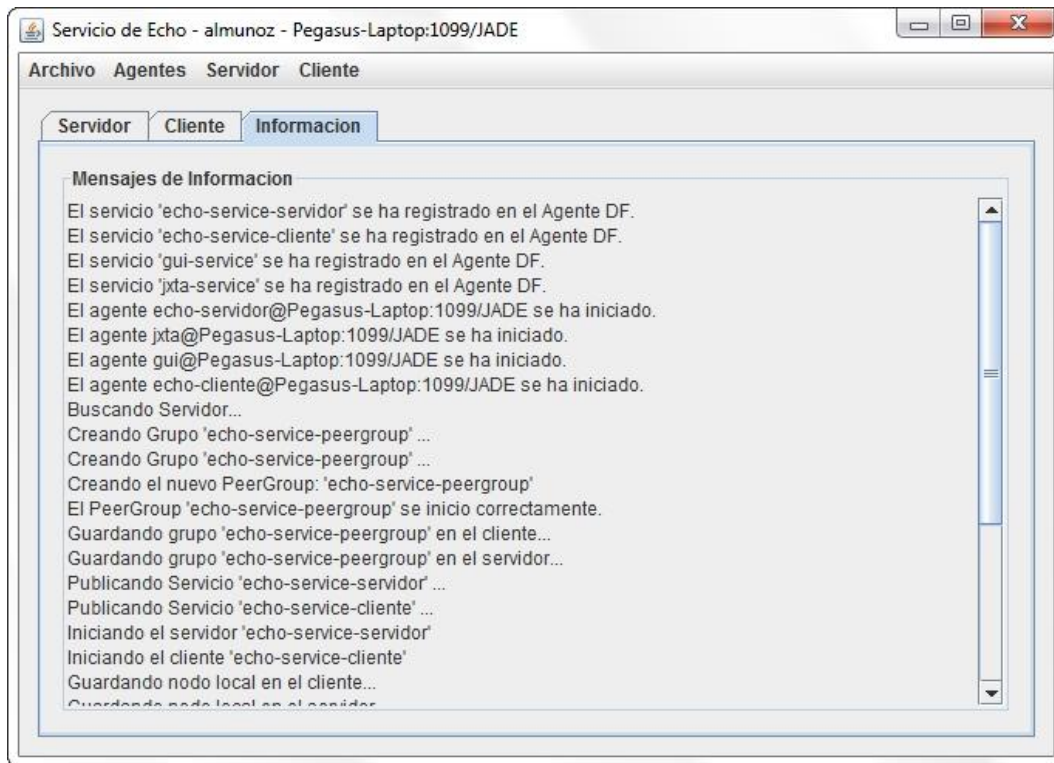 Servicio de Echo - almunoz - Pegasus-Laptop:1099/JADE
Archivo Agentes Servidor Cliente
Servidor Cliente Informacion
Mensajes de Informacion
El servicio 'echo-service-servidor' se ha registrado en el Agente DF.
El servicio 'echo-service-cliente' se ha registrado en el Agente DF.
El servicio 'gui-service' se ha registrado en el Agente DF.
El servicio 'jxta-service' se ha registrado en el Agente DF.
El agente echo-servidor@Pegasus-Laptop:1099/JADE se ha iniciado.
El agente jxta@Pegasus-Laptop:1099/JADE se ha iniciado.
El agente gui@Pegasus-Laptop:1099/JADE se ha iniciado.
El agente echo-cliente@Pegasus-Laptop:1099/JADE se ha iniciado.
Buscando Servidor...
Creando Grupo 'echo-service-peergroup' ...
Creando Grupo 'echo-service-peergroup' ...
Creando el nuevo PeerGroup: 'echo-service-peergroup'
El PeerGroup 'echo-service-peergroup' se inicio correctamente.
Guardando grupo 'echo-service-peergroup' en el cliente...
Guardando grupo 'echo-service-peergroup' en el servidor...
Publicando Servicio 'echo-service-servidor' ...
Publicando Servicio 'echo-service-cliente' ...
Iniciando el servidor 'echo-service-servidor'
Iniciando el cliente 'echo-service-cliente'
Guardando nodo local en el cliente...
Guardando nodo local en el servidor